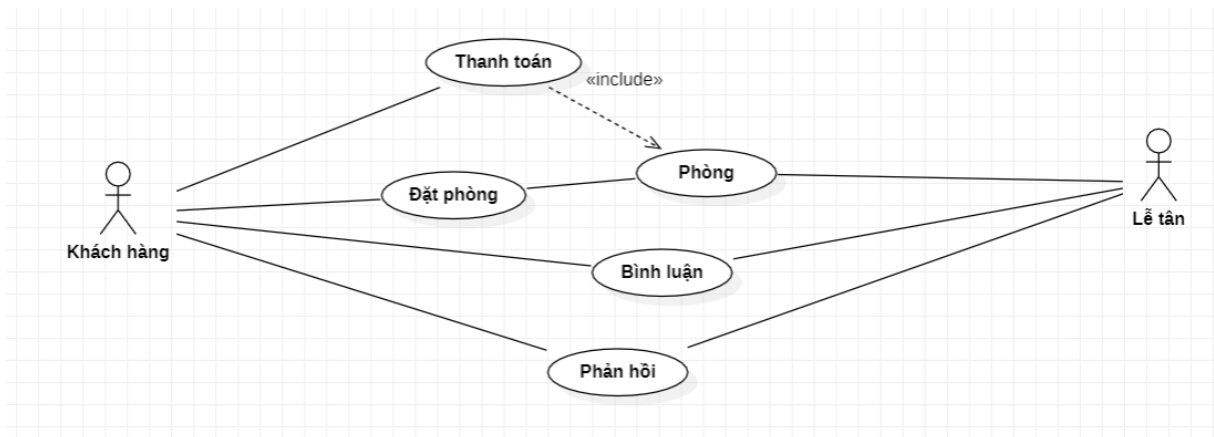 Thanh toán
«include»
Phòng
Đặt phòng
Khách hàng
Lễ tân
Bình luận
Phản hồi